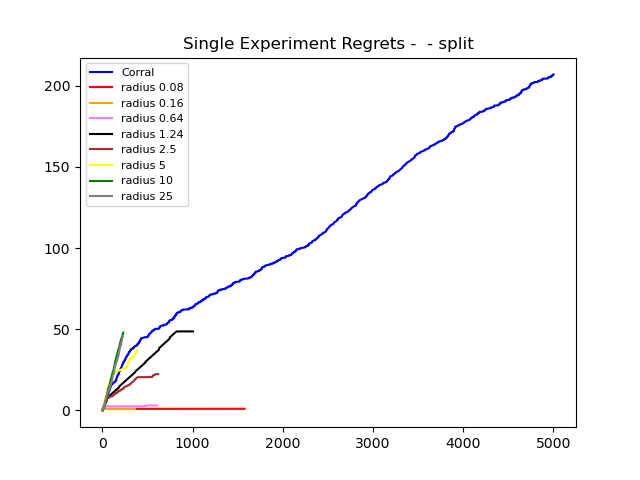 Single Experiment Regrets -  - split
Corral
radius 0.08
radius 0.16
radius 0.64
radius 1.24
radius 2.5
radius 5
radius 10
radius 25
200
150
100
50
0
0 1000 2000 3000 4000 5000